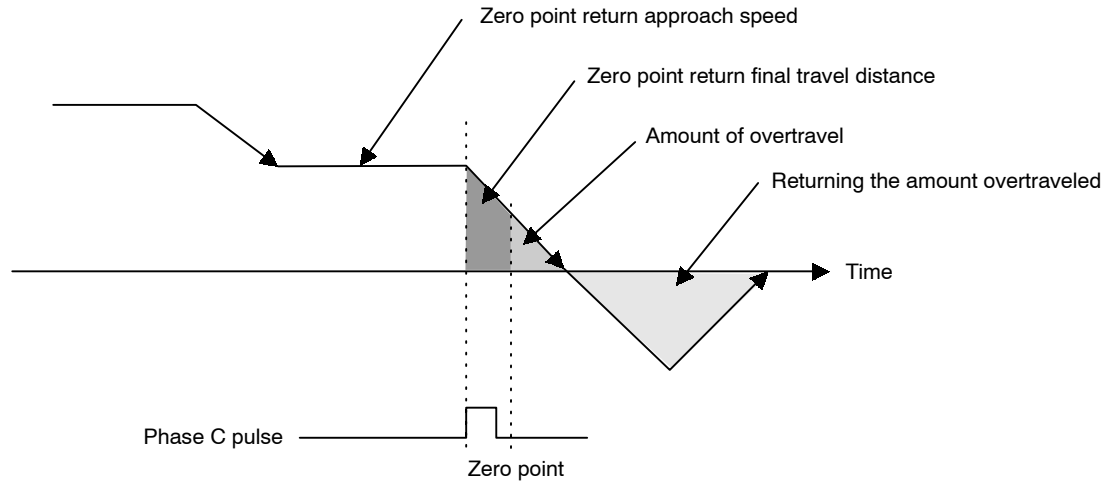 Zero point return approach speed
Zero point return final travel distance
Amount of overtravel
Returning the amount overtraveled
Time
Phase C pulse
Zero point